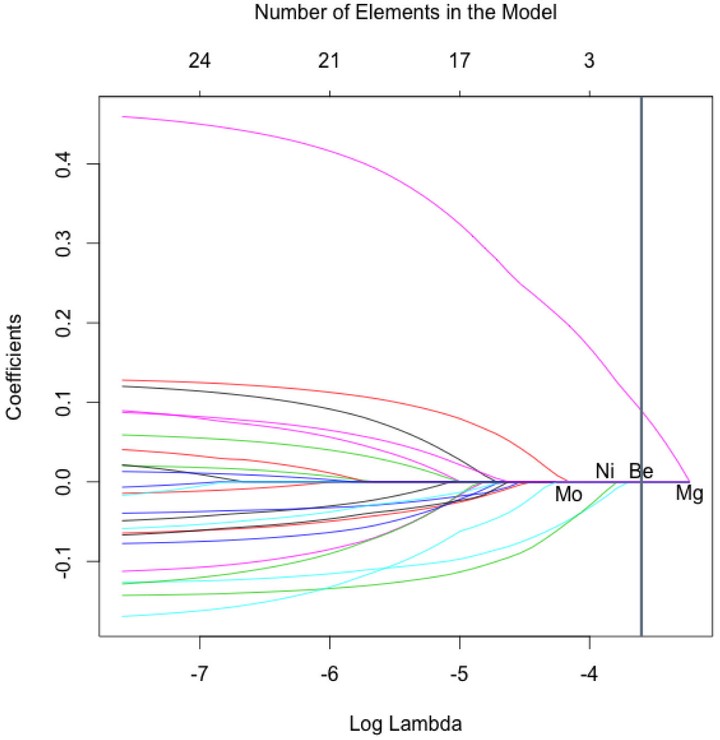 Number of Elements in the Model
24 21 17 3
0.4
0.3
0.2
0.1
0.0
-0.1
Coefficients
Ni Be
Mo Mg
-7 -6 -5 -4
Log Lambda